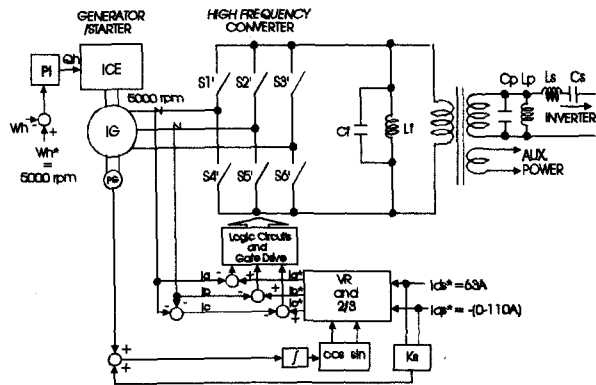 GENERATOR
/STARTER
HIGH FREQUENCY
CONVERTER
PI
ICE
S1'
S2'
S3'
5000 rpm
Wh
-
+
Wh*
=
5000 rpm
IG
PG
S4'
S5'
S6'
Cf
Lf
Cp
Lp
Ls
Cs
INVERTER
AUX.
POWER
Logic Circuits
and
Gate Drive
Ia
-
+
Ia*
Ib
-
+
Ib*
-
Ic
-
+
VR
and
2/3
Ids*=63A
Iqs*=-(0-110A)
+
+
∫
cos sin
Ks